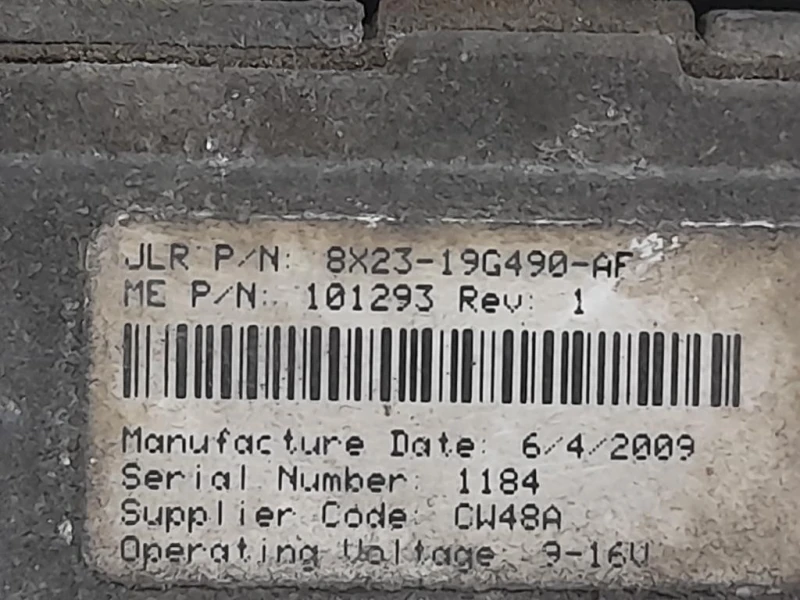 JLR P/N: 8X23-19G490-AF
ME P/N: 101293 Rev: 1
Manufacture Date: 6/4/2009
Serial Number: 1184
Supplier Code: CW48A
Operating Voltage: 9-16V